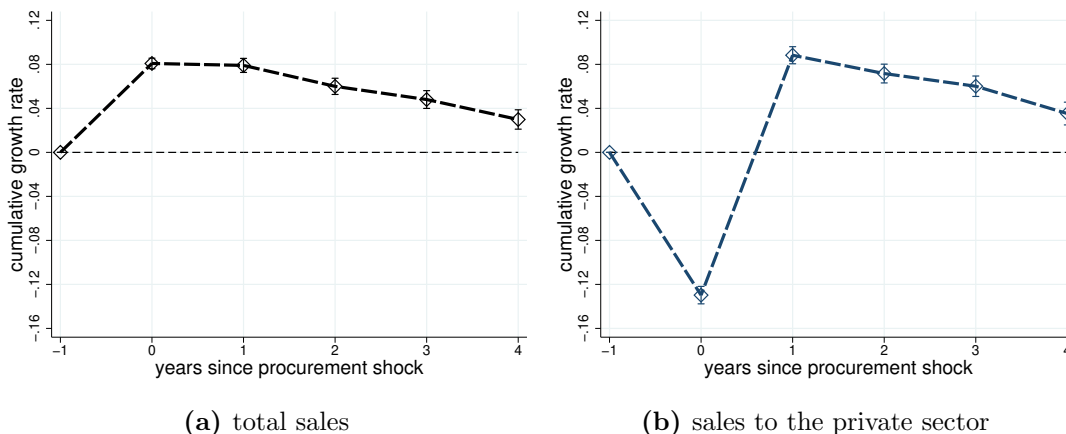 .12
.08
.04
0
−.04
−.08
−.12
−.16
cumulative growth rate
−1 0 1 2 3 4
years since procurement shock
(a) total sales
.12
.08
.04
0
−.04
−.08
−.12
−.16
cumulative growth rate
−1 0 1 2 3 4
years since procurement shock
(b) sales to the private sector